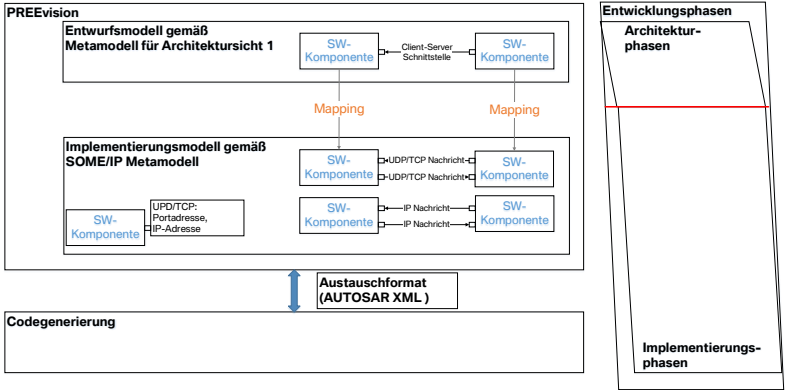 PREEvision
Entwurfsmodell gemäß
Metamodell für Architektursicht 1
SW-
Komponente
Client-Server
Schnittstelle
SW-
Komponente
Mapping
Mapping
Implementierungsmodell gemäß
SOME/IP Metamodell
SW-
Komponente
UDP/TCP Nachricht
UDP/TCP Nachricht
SW-
Komponente
SW-
Komponente
IP Nachricht
IP Nachricht
SW-
Komponente
SW-
Komponente
UPD/TCP:
Portadresse,
IP-Adresse
Austauschformat
(AUTOSAR XML )
Codegenerierung
Entwicklungsphasen
Architektur-
phasen
Implementierungs-
phasen